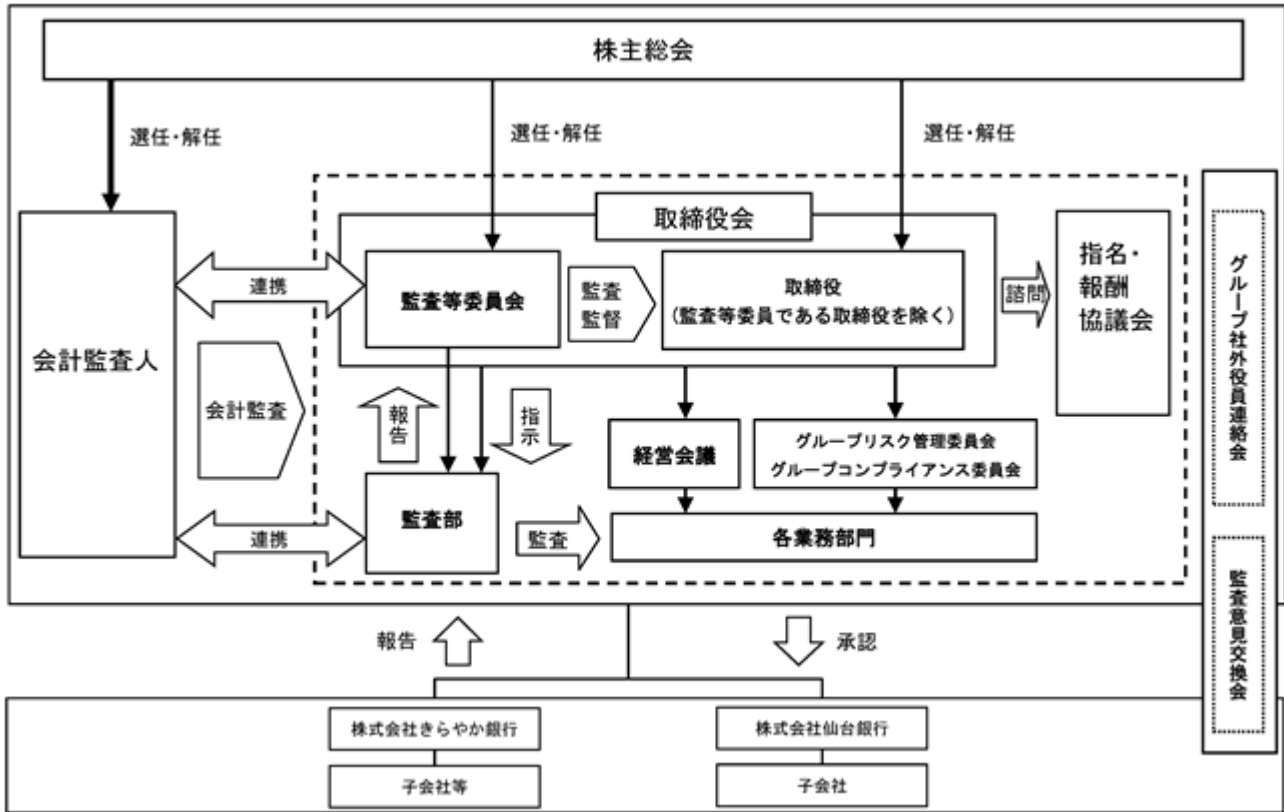 株主総会
選任・解任
選任・解任
選任・解任
取締役会
監査等委員会
監査
監督
取締役
(監査等委員である取締役を除く)
諮問
指名・
報酬
協議会
会計監査人
連携
会計監査
報告
指示
経営会議
グループリスク管理委員会
グループコンプライアンス委員会
監査部
連携
監査
各業務部門
グループ社外役員連絡会
監査意見交換会
報告
承認
株式会社きらやか銀行
株式会社仙台銀行
子会社等
子会社